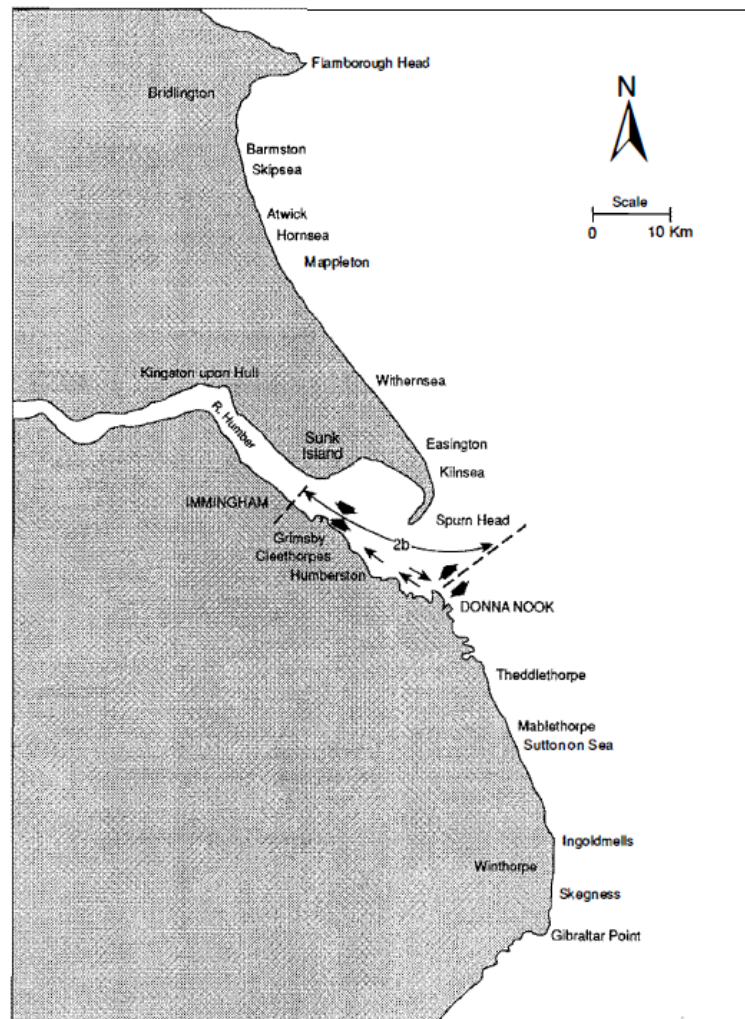 Flamborough Head
N
Bridlington
Barmston
Skipsea
Scale
0 10 Km
Atwick
Hornsea
Mappleton
Kingston upon Hull
Withernsea
R. Humber
Sunk
Island
Easington
Kilnsea
IMMINGHAM
Spurn Head
Grimsby
2b
Cleethorpes
Humberston
DONNA NOOK
Theddlethorpe
Mablethorpe
Sutton on Sea
Ingoldmells
Winthorpe
Skegness
Gibraltar Point